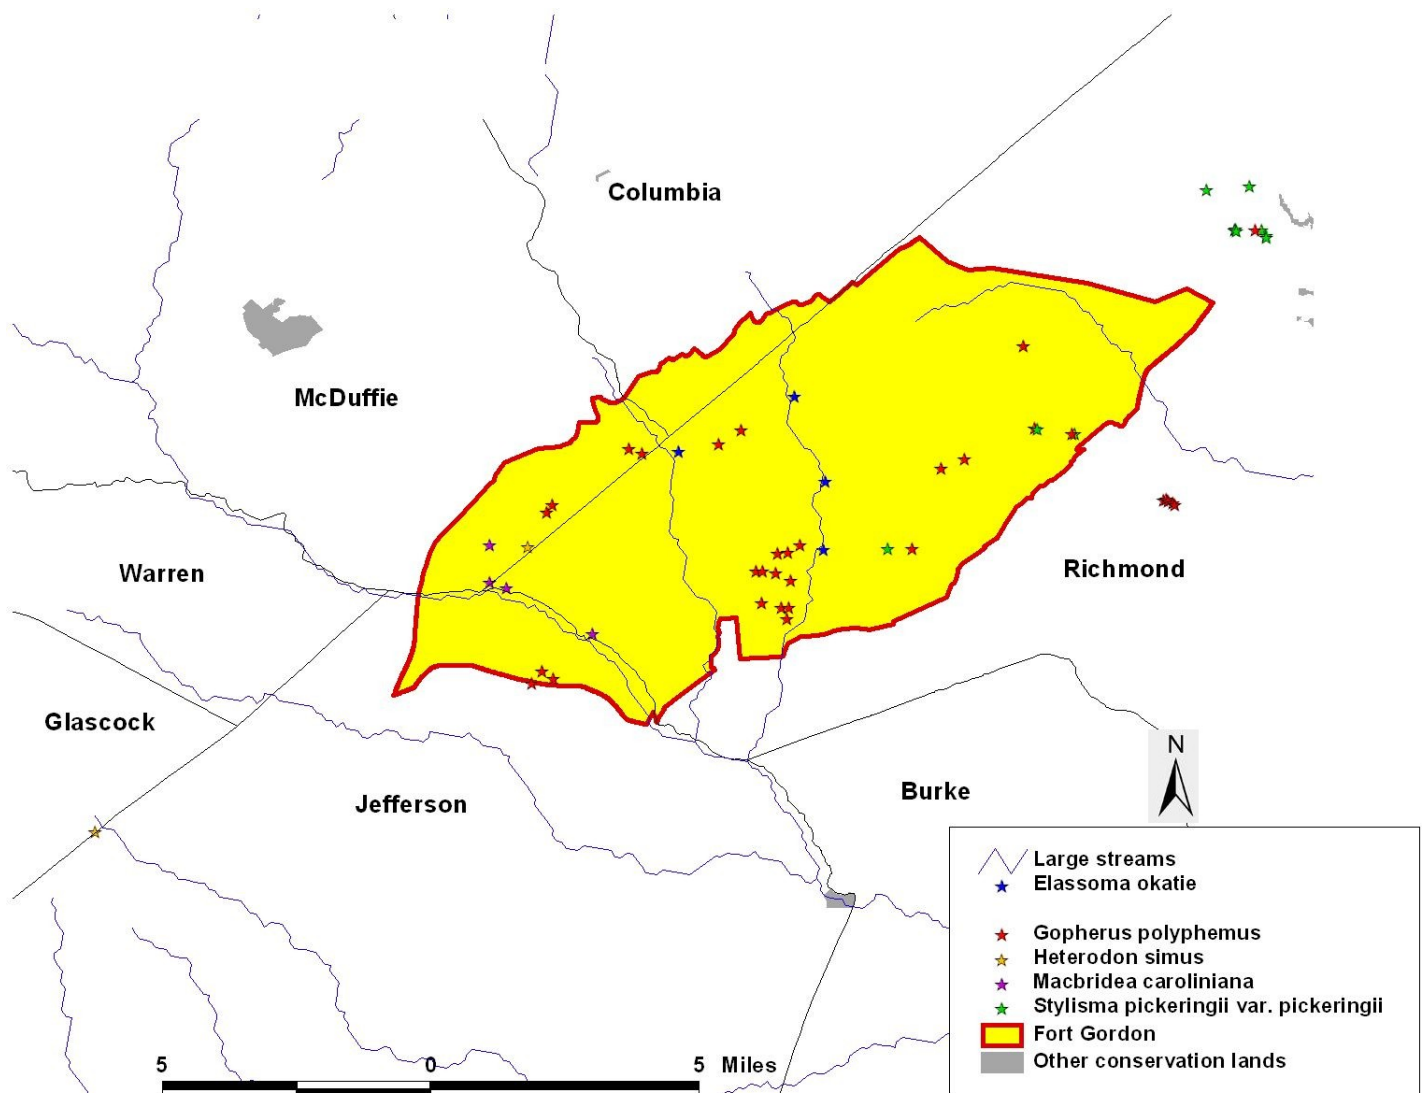 Columbia
McDuffie
Warren
Richmond
Glascock
Jefferson
Burke
N
Large streams
Elassoma okatie
Gopherus polyphemus
Heterodon simus
Macbridea caroliniana
Stylisma pickeringii var. pickeringii
Fort Gordon
Other conservation lands
5 0 5 Miles